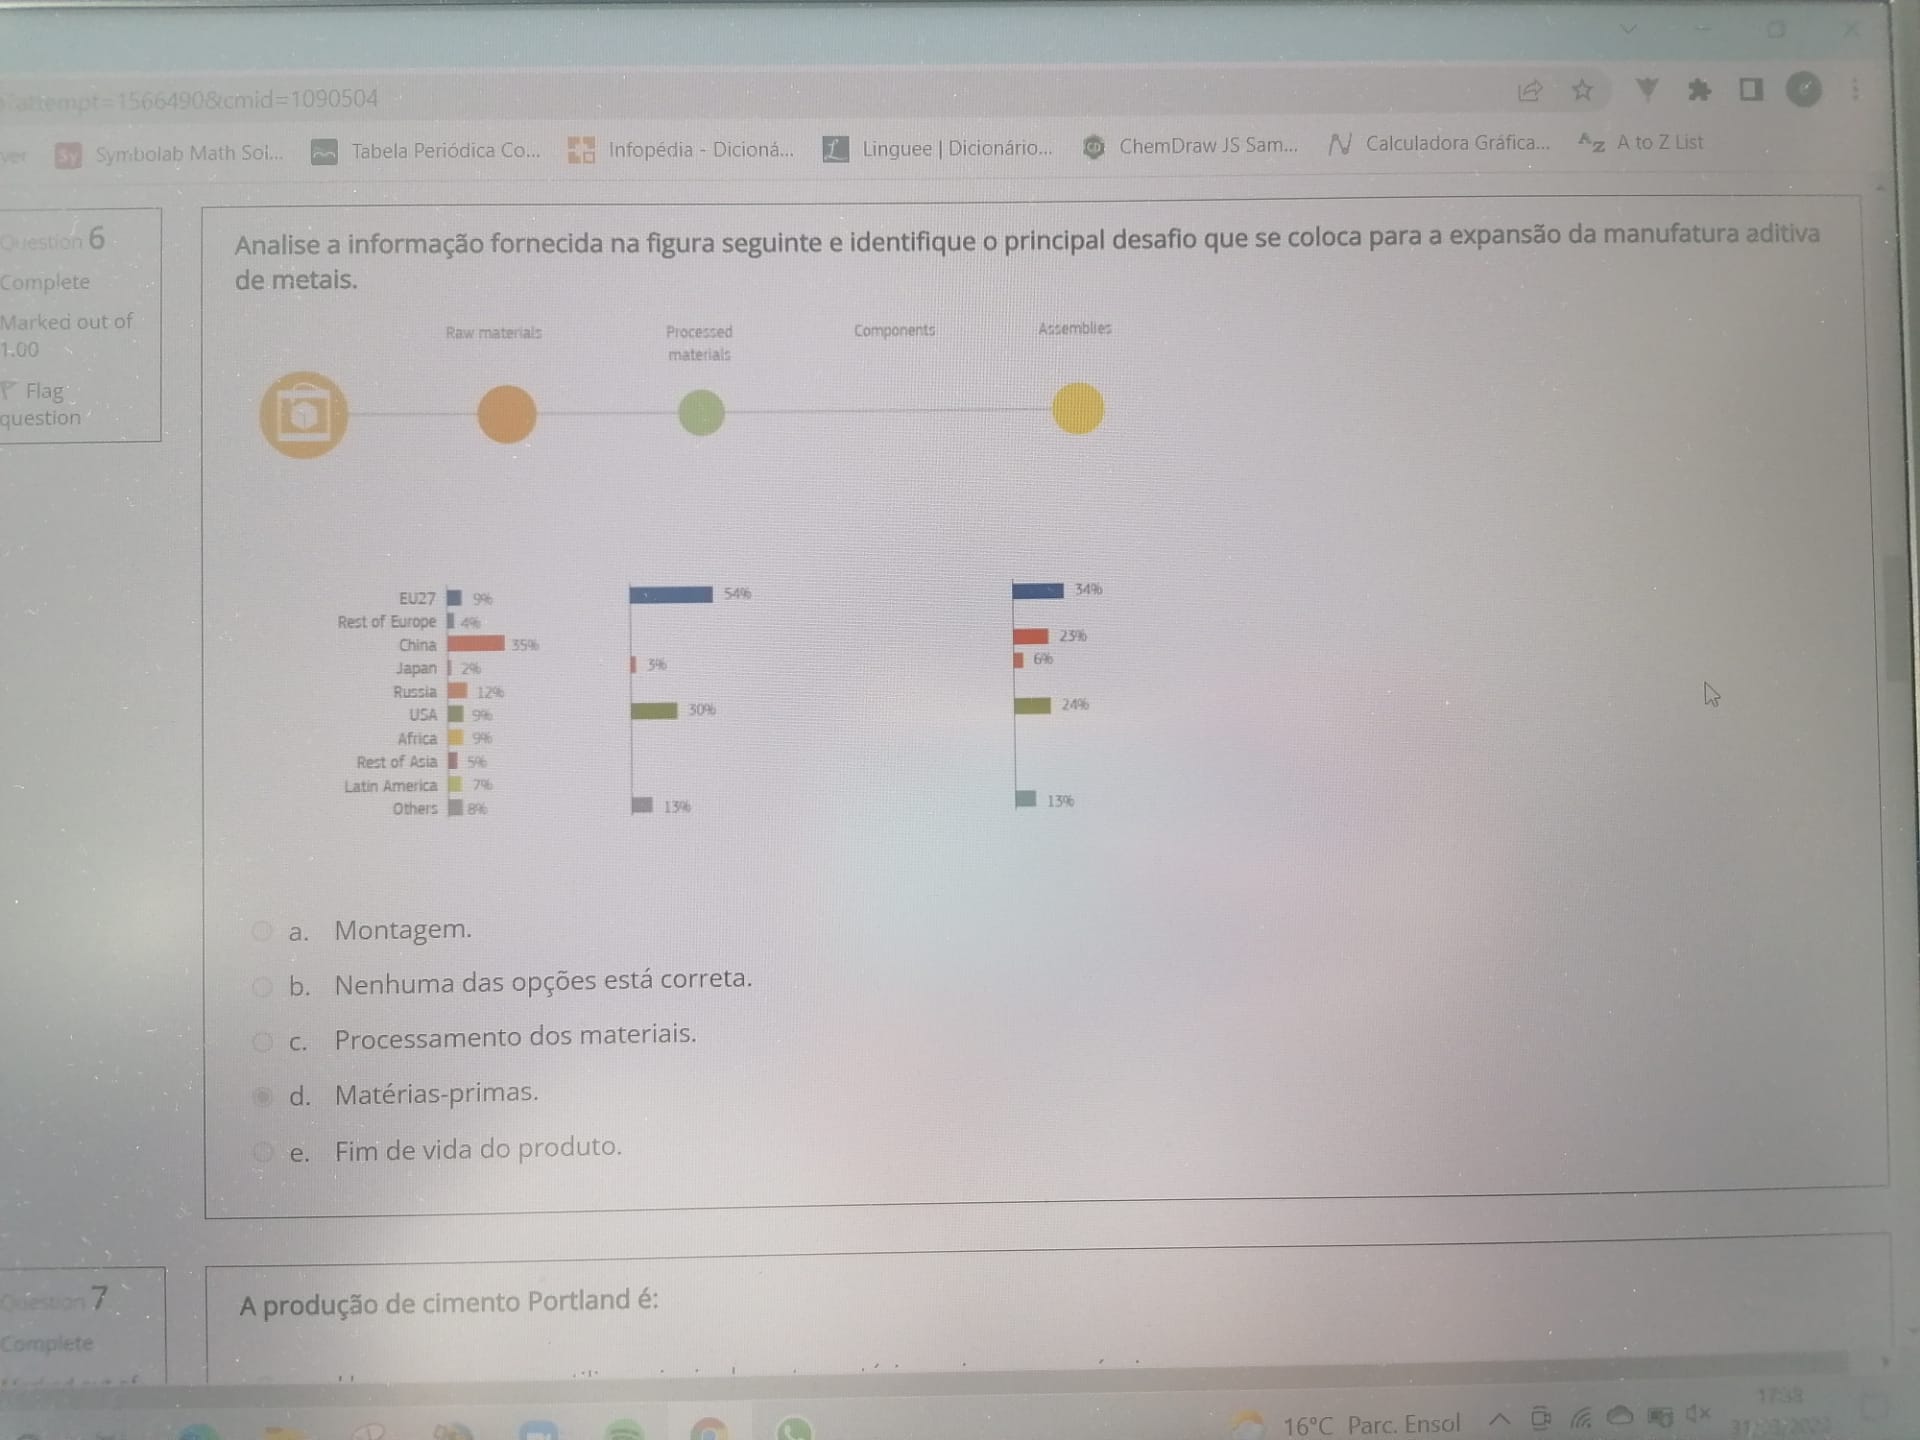 attempt=1566490&cmid=1090504
ver Symbolab Math Sol... Tabela Periódica Co... Infopédia - Dicioná... Linguee | Dicionário... ChemDraw JS Sam... Calculadora Gráfica... A to Z List
Question 6
Complete
Marked out of
1.00
Flag
question
Analise a informação fornecida na figura seguinte e identifique o principal desafio que se coloca para a expansão da manufatura aditiva
de metais.
Raw materials Processed Components Assemblies
materials
EU27 9% 54% 34%
Rest of Europe 4%
China 35% 23%
Japan 2% 3% 6%
Russia 12%
USA 9% 30% 24%
Africa 9%
Rest of Asia 5%
Latin America 7%
Others 8% 13% 13%
a. Montagem.
b. Nenhuma das opções está correta.
c. Processamento dos materiais.
d. Matérias-primas.
e. Fim de vida do produto.
Question 7
Complete
A produção de cimento Portland é:
16°C Parc. Ensol
17:38